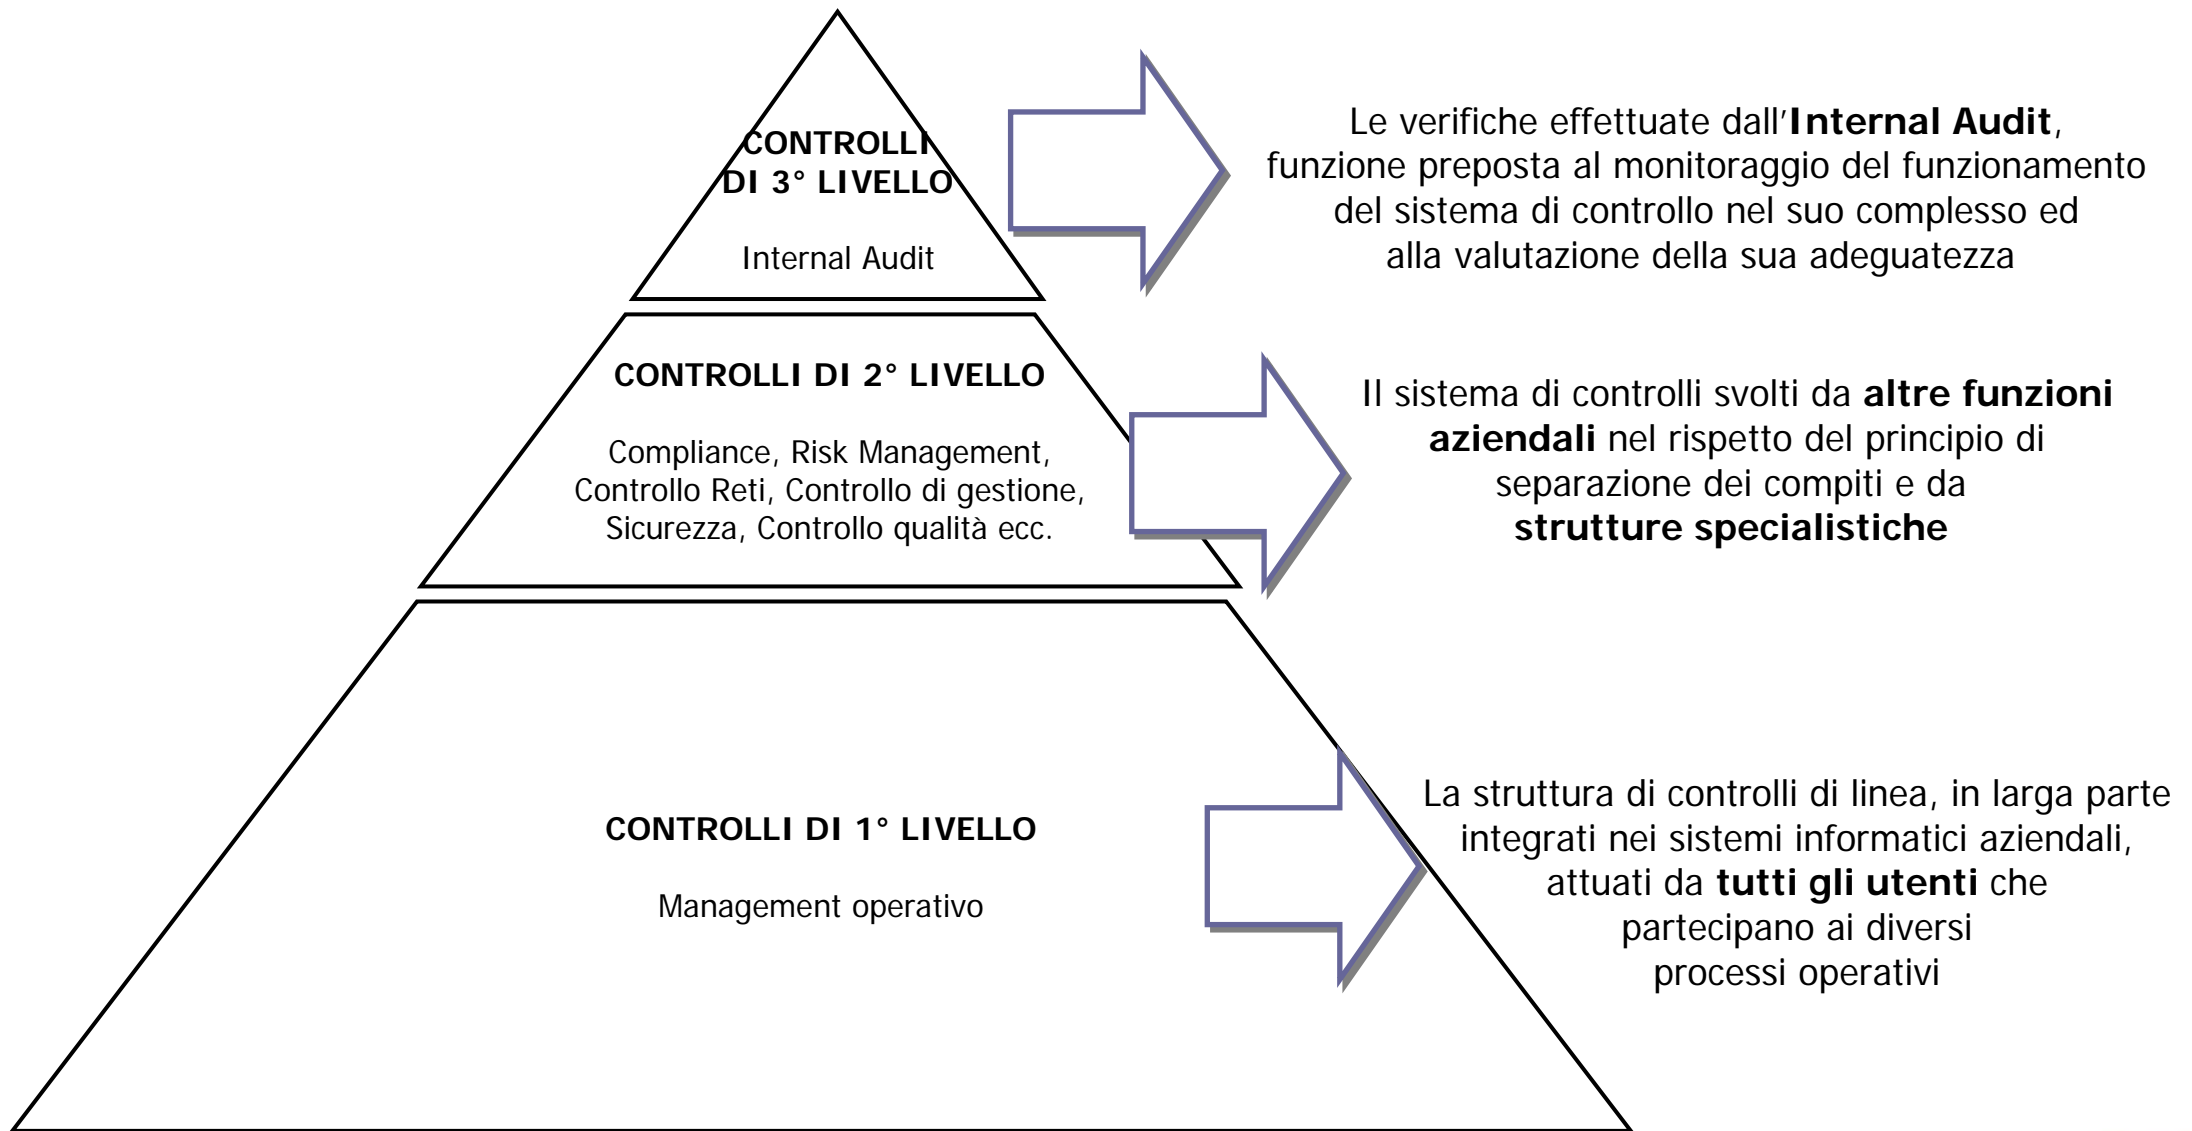 CONTROLLI
DI 3° LIVELLO
Internal Audit
Le verifiche effettuate dall'Internal Audit,
funzione preposta al monitoraggio del funzionamento
del sistema di controllo nel suo complesso ed
alla valutazione della sua adeguatezza
CONTROLLI DI 2° LIVELLO
Compliance, Risk Management,
Controllo Reti, Controllo di gestione,
Sicurezza, Controllo qualità ecc.
Il sistema di controlli svolti da altre funzioni
aziendali nel rispetto del principio di
separazione dei compiti e da
strutture specialistiche
CONTROLLI DI 1° LIVELLO
Management operativo
La struttura di controlli di linea, in larga parte
integrati nei sistemi informatici aziendali,
attuati da tutti gli utenti che
partecipano ai diversi
processi operativi